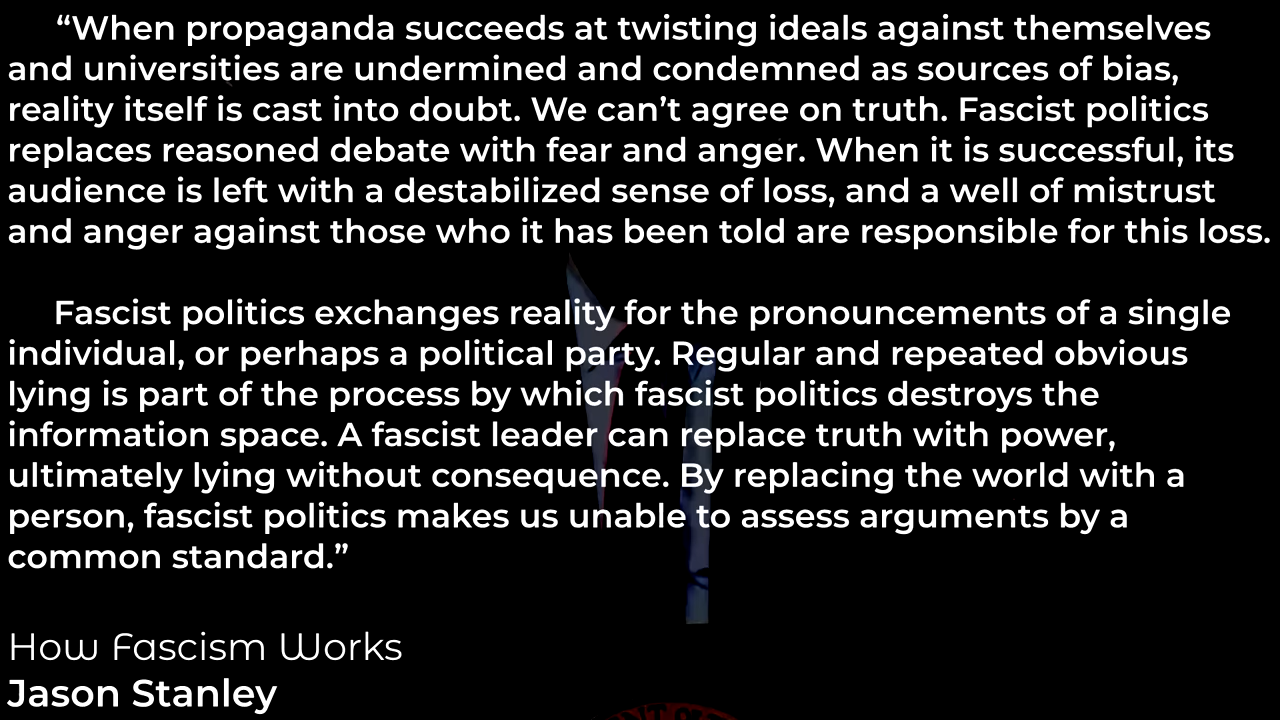 “When propaganda succeeds at twisting ideals against themselves
and universities are undermined and condemned as sources of bias,
reality itself is cast into doubt. We can’t agree on truth. Fascist politics
replaces reasoned debate with fear and anger. When it is successful, its
audience is left with a destabilized sense of loss, and a well of mistrust
and anger against those who it has been told are responsible for this loss.
Fascist politics exchanges reality for the pronouncements of a single
individual, or perhaps a political party. Regular and repeated obvious
lying is part of the process by which fascist politics destroys the
information space. A fascist leader can replace truth with power,
ultimately lying without consequence. By replacing the world with a
person, fascist politics makes us unable to assess arguments by a
common standard.”
How Fascism Works
Jason Stanley